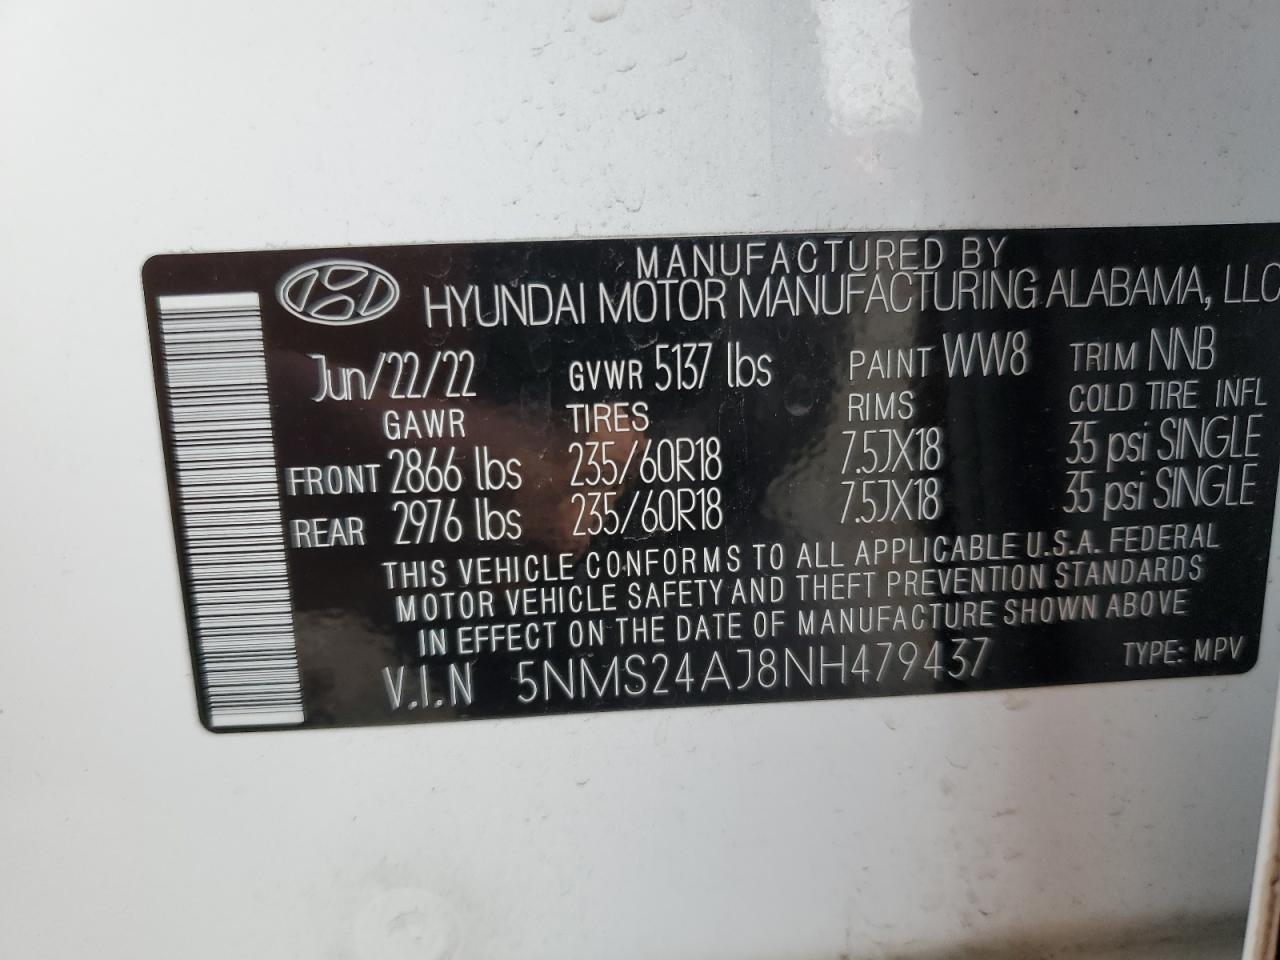 MANUFACTURED BY
HYUNDAI MOTOR MANUFACTURING ALABAMA, LLC
Jun/22/22 GVWR 5137 lbs PAINT WW8 TRIM NNB
GAWR TIRES RIMS COLD TIRE INFL
FRONT 2866 lbs 235/60R18 7.5JX18 35 psi SINGLE
REAR 2976 lbs 235/60R18 7.5JX18 35 psi SINGLE
THIS VEHICLE CONFORMS TO ALL APPLICABLE U.S.A. FEDERAL
MOTOR VEHICLE SAFETY AND THEFT PREVENTION STANDARDS
IN EFFECT ON THE DATE OF MANUFACTURE SHOWN ABOVE
V.I.N 5NMS24AJ8NH479437 TYPE: MPV